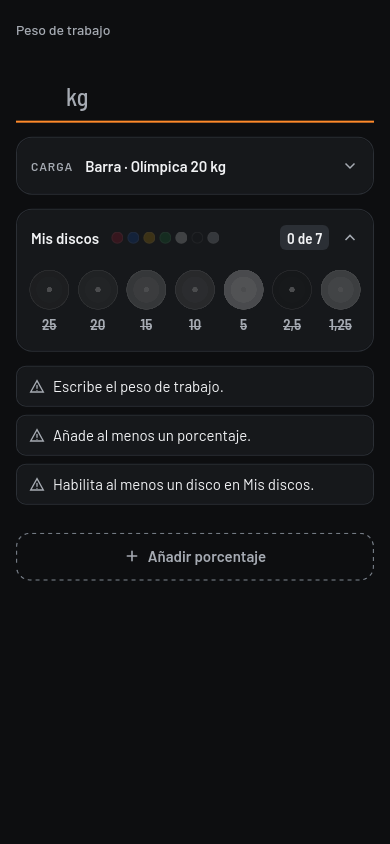 Peso de trabajo
kg
CARGA Barra · Olímpica 20 kg
Mis discos 0 de 7
25 20 15 10 5 2,5 1,25
Escribe el peso de trabajo.
Añade al menos un porcentaje.
Habilita al menos un disco en Mis discos.
+ Añadir porcentaje